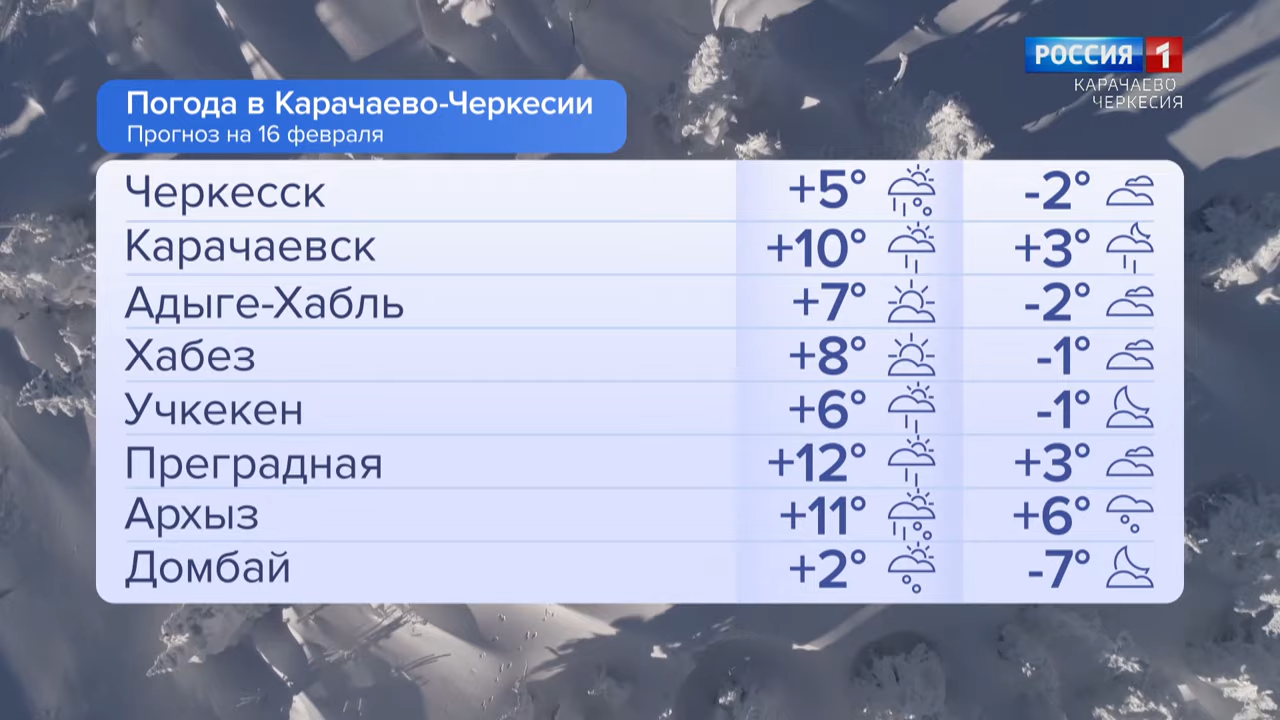 РОССИЯ 1
КАРАЧАЕВО
ЧЕРКЕСИЯ
Погода в Карачаево-Черкесии
Прогноз на 16 февраля
Черкесск +5° -2°
Карачаевск +10° +3°
Адыге-Хабль +7° -2°
Хабез +8° -1°
Учкекен +6° -1°
Преградная +12° +3°
Архыз +11° +6°
Домбай +2° -7°